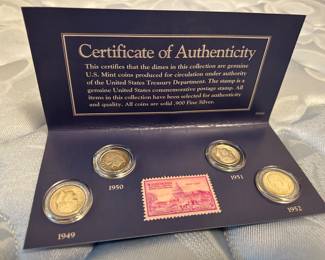 Certificate of Authenticity
This certifies that the dimes in this collection are genuine
U.S. Mint coins produced for circulation under authority
of the United States Treasury Department. The stamp is a
genuine United States commemorative postage stamp. All
items in this collection have been selected for authenticity
and quality. All coins are solid .900 Fine Silver.
1949
1950
1951
1952